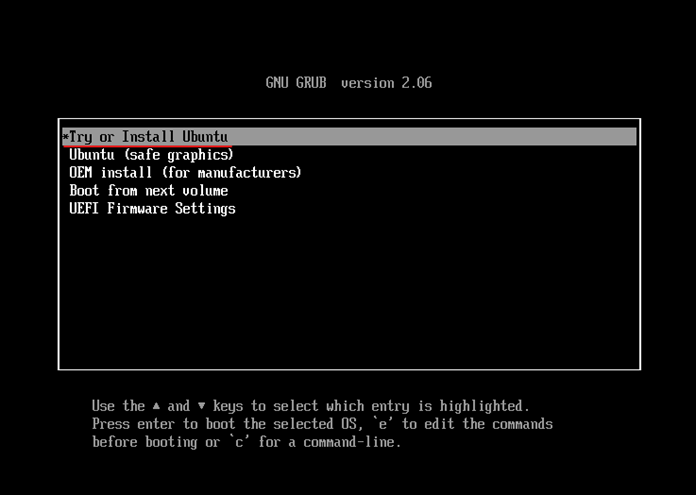 GNU GRUB  version 2.06
*Try or Install Ubuntu
Ubuntu (safe graphics)
OEM install (for manufacturers)
Boot from next volume
UEFI Firmware Settings
Use the ▲ and ▼ keys to select which entry is highlighted.
Press enter to boot the selected OS, `e' to edit the commands
before booting or `c' for a command-line.